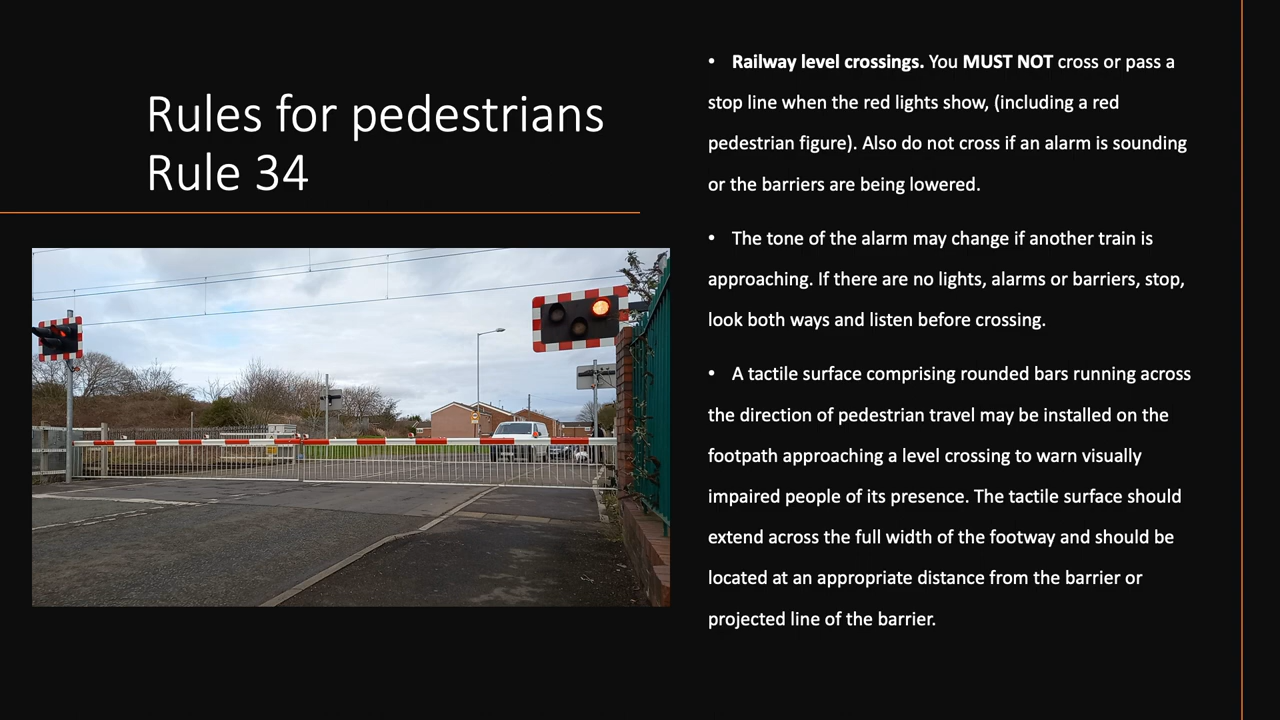 Rules for pedestrians
Rule 34
• Railway level crossings. You MUST NOT cross or pass a
stop line when the red lights show, (including a red
pedestrian figure). Also do not cross if an alarm is sounding
or the barriers are being lowered.
• The tone of the alarm may change if another train is
approaching. If there are no lights, alarms or barriers, stop,
look both ways and listen before crossing.
• A tactile surface comprising rounded bars running across
the direction of pedestrian travel may be installed on the
footpath approaching a level crossing to warn visually
impaired people of its presence. The tactile surface should
extend across the full width of the footway and should be
located at an appropriate distance from the barrier or
projected line of the barrier.